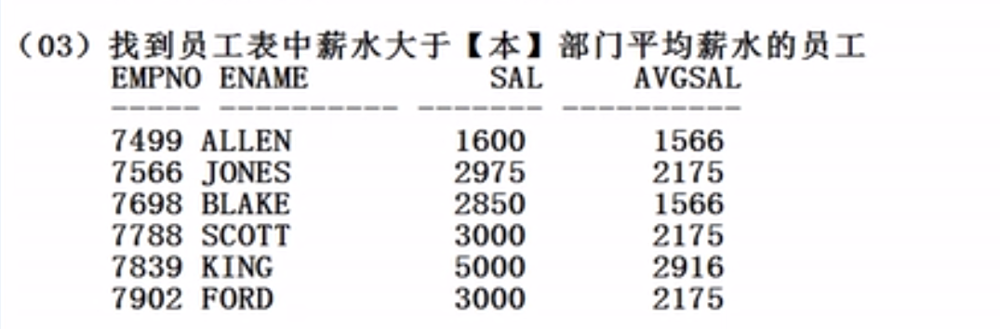 （03）找到员工表中薪水大于【本】部门平均薪水的员工
EMPNO ENAME SAL AVGSAL
----- ---------- ------- ----------
7499 ALLEN 1600 1566
7566 JONES 2975 2175
7698 BLAKE 2850 1566
7788 SCOTT 3000 2175
7839 KING 5000 2916
7902 FORD 3000 2175